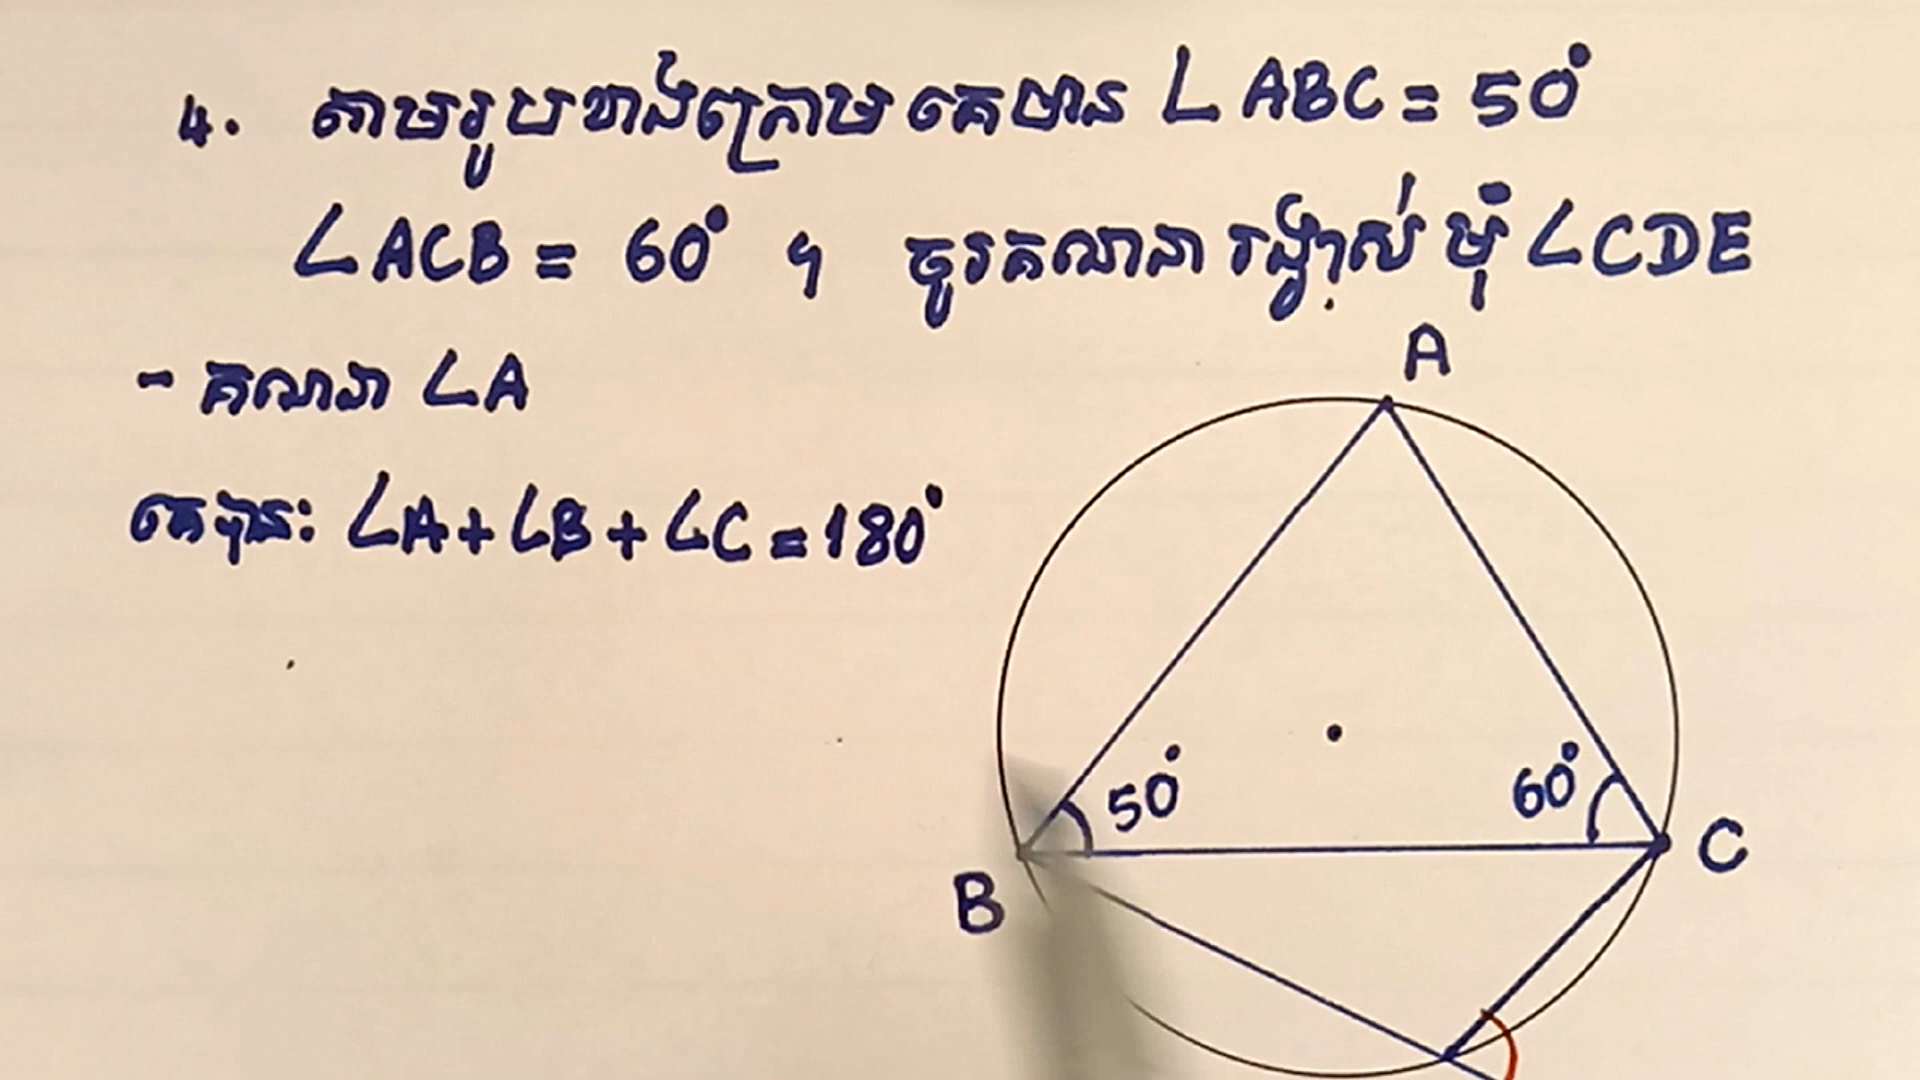 4. តាមរូបខាងក្រោម គេមាន ∠ABC = 50°
∠ACB = 60° ។ ចូរគណនា រង្វាស់ មុំ ∠CDE
- គណនា ∠A
គេបាន: ∠A + ∠B + ∠C = 180°
A
50°
60°
B
C